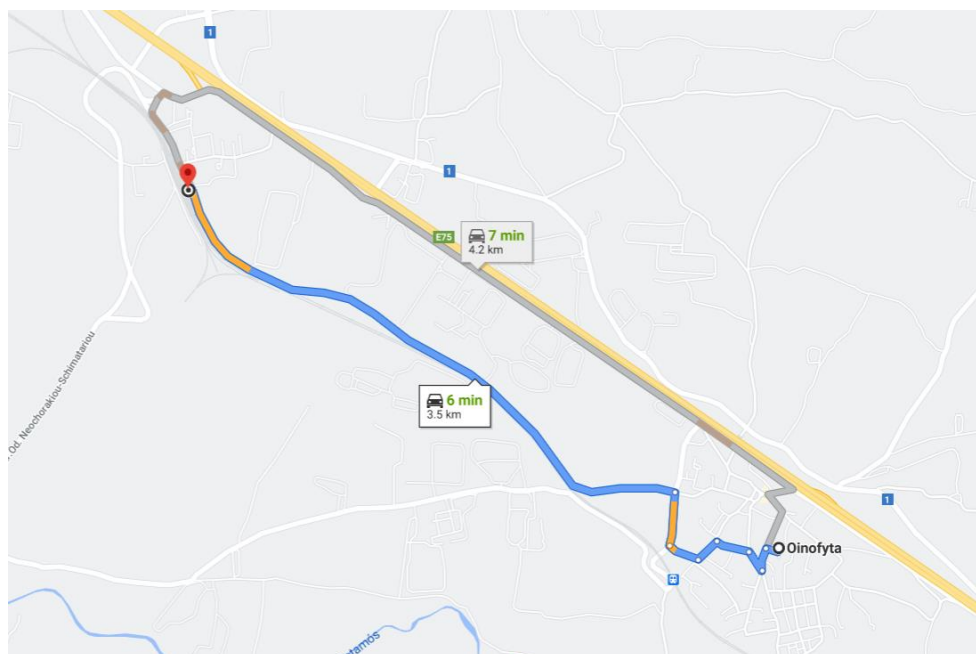 1
1
E75
7 min
4.2 km
Od. Neochorakiou-Schimatariou
6 min
3.5 km
1
Oinofyta